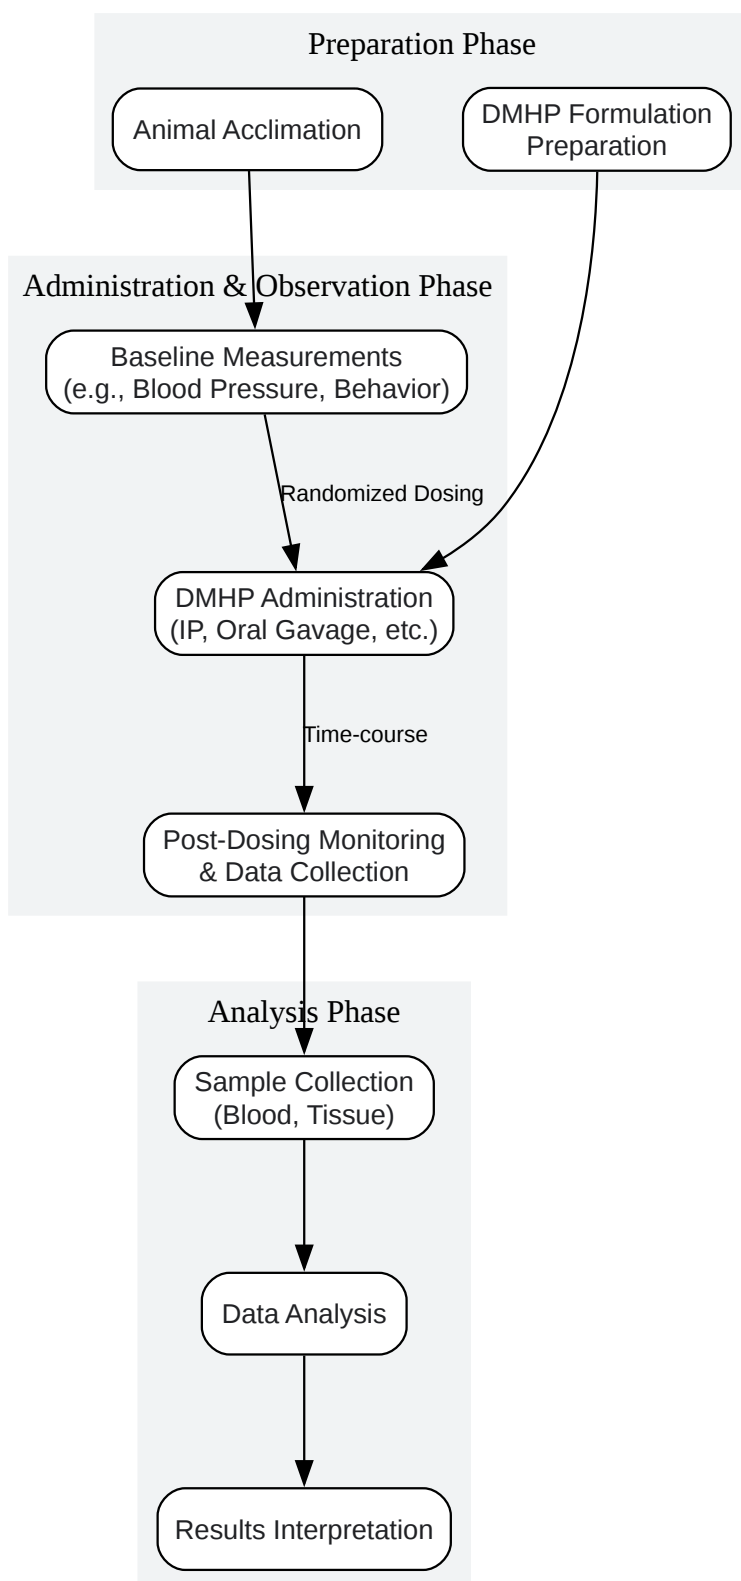 Preparation Phase
Animal Acclimation
DMHP Formulation
Preparation
Administration & Observation Phase
Baseline Measurements
(e.g., Blood Pressure, Behavior)
Randomized Dosing
DMHP Administration
(IP, Oral Gavage, etc.)
Time-course
Post-Dosing Monitoring
& Data Collection
Analysis Phase
Sample Collection
(Blood, Tissue)
Data Analysis
Results Interpretation